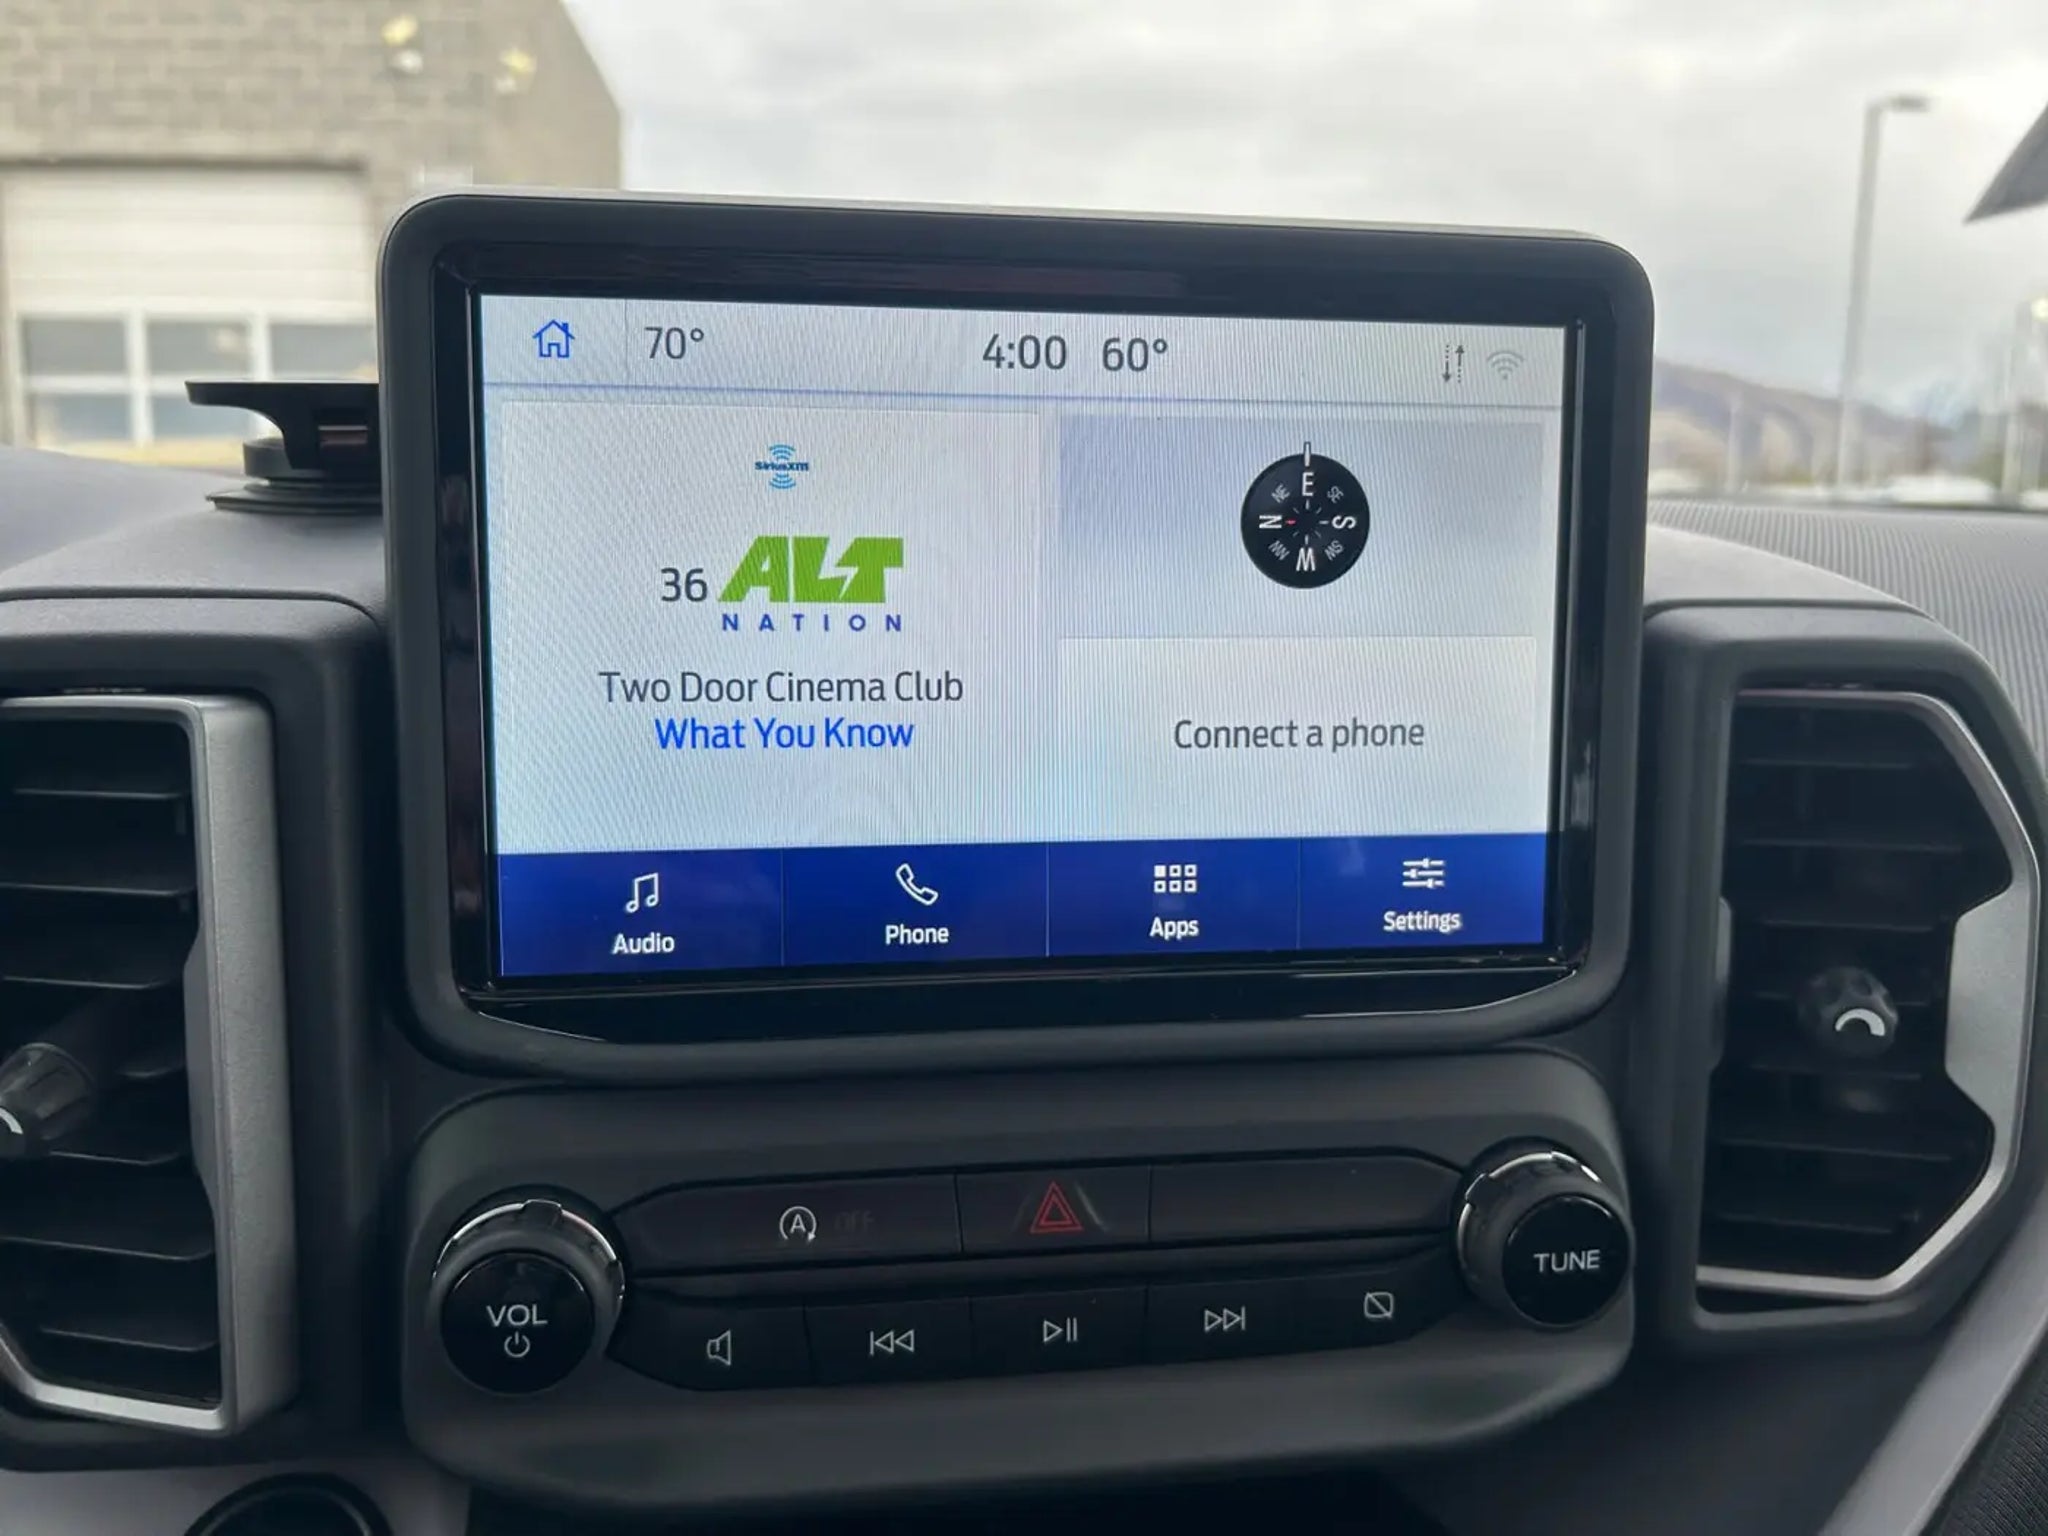 70° 4:00 60°
SiriusXM
36 ALT
NATION
Two Door Cinema Club
What You Know
E
NE SE
N S
NW SW
W
Connect a phone
Audio Phone Apps Settings
A OFF
VOL
TUNE